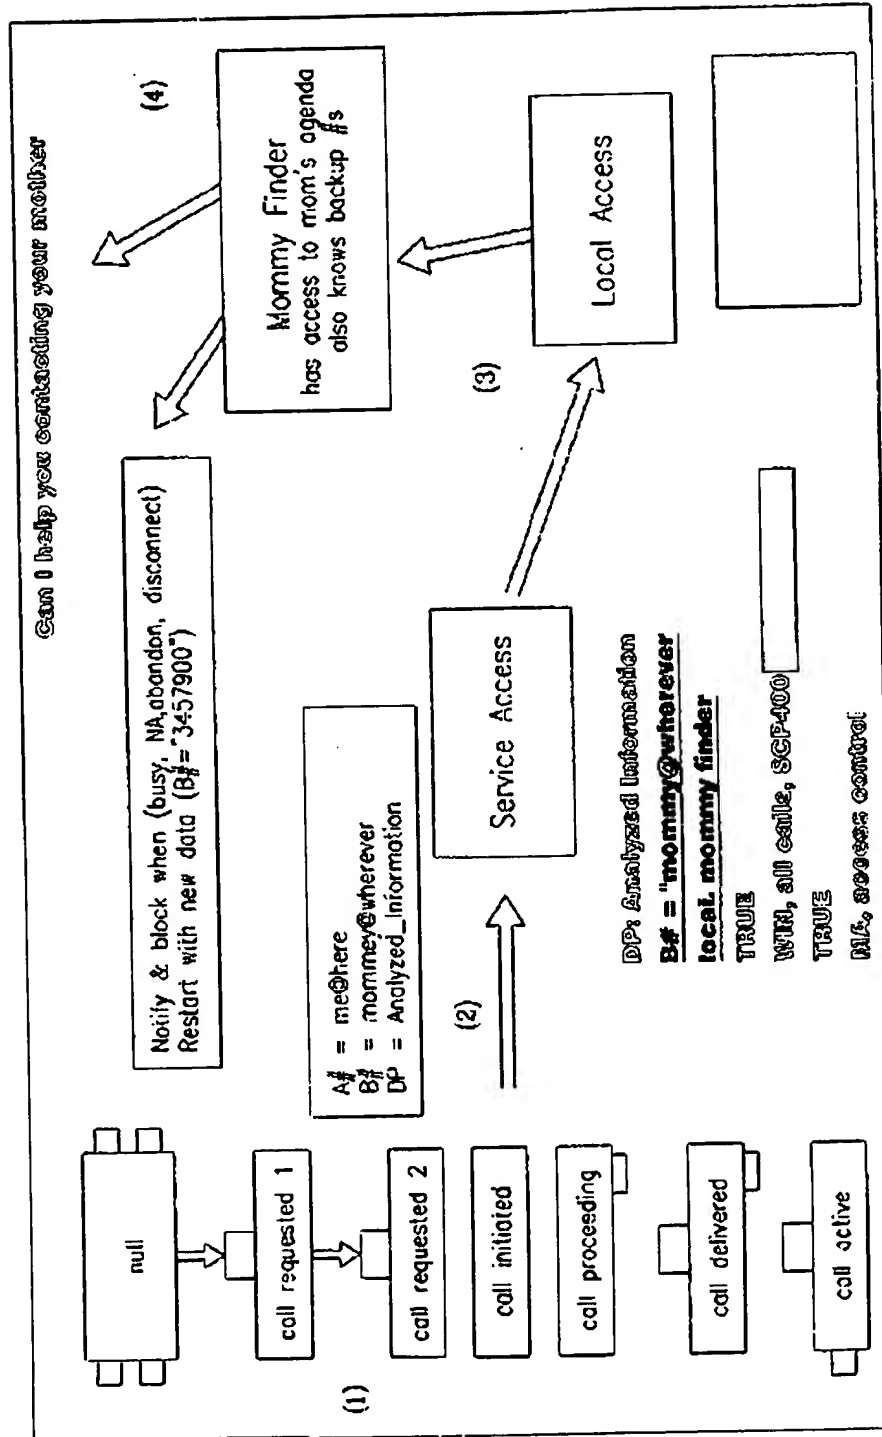 Can I help you contacting your mother
(1)
null
call requested 1
call requested 2
call initiated
call proceeding
call delivered
call active
Notify & block when (busy, NA,abandon, disconnect)
Restart with new data (B#="3457900")
A# = me@here
B# = mommey@wherever
DP = Analyzed_Information
(2)
Service Access
(3)
Local Access
(4)
Mommy Finder
has access to mom's agenda
also knows backup #s
DP: Analyzed Information
B# = "mommy@wherever
local. mommy finder
TRUE
WIN, all calls, SCP400
TRUE
NA, access control